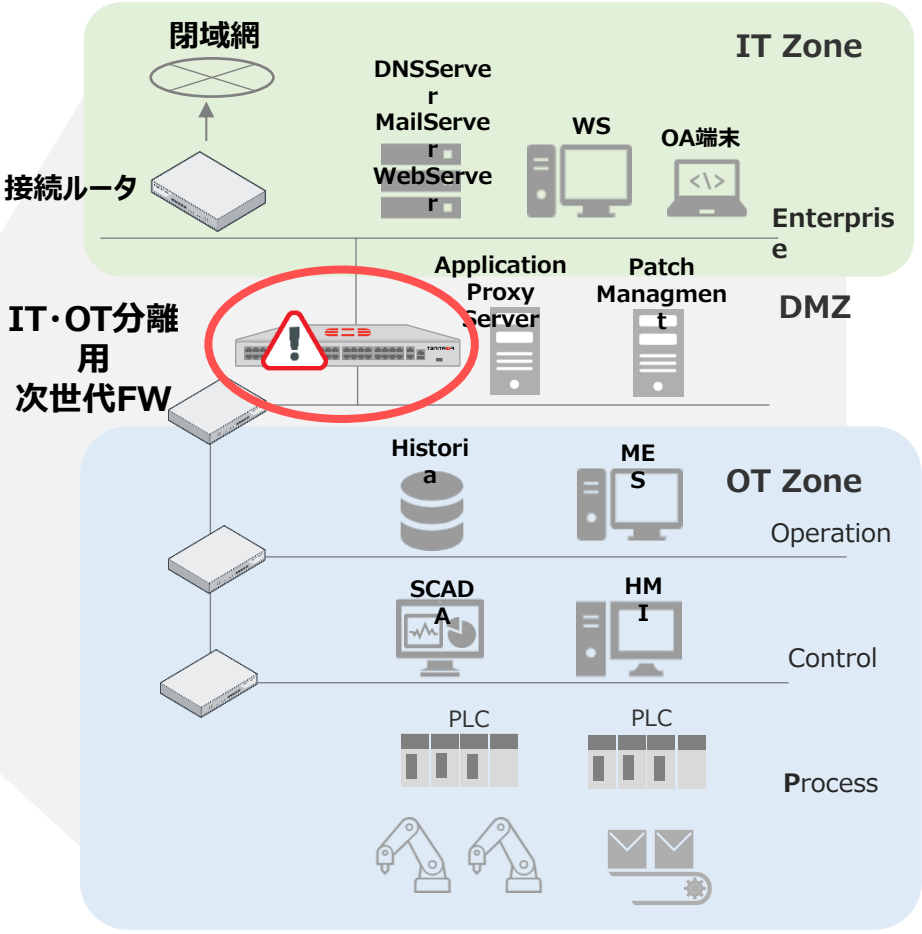 閉域網
IT Zone
DNSServe
r
MailServe
r
WebServe
r
WS
OA端末
<\>
接続ルータ
Enterpris
e
Application
Proxy
Server
Patch
Managmen
t
DMZ
IT・OT分離
用
次世代FW
Histori
a
ME
S
OT Zone
Operation
SCAD
A
HM
I
Control
PLC
PLC
Process